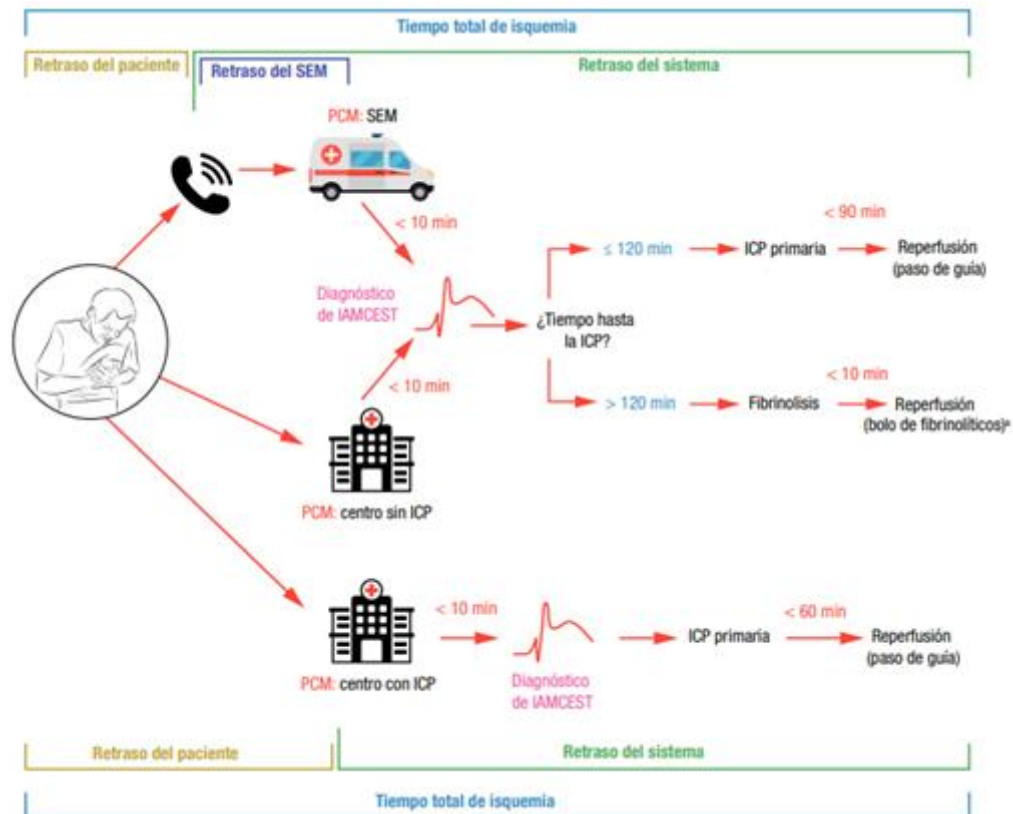 Tiempo total de isquemia
Retraso del paciente
Retraso del SEM
Retraso del sistema
PCM: SEM
< 10 min
< 90 min
≤ 120 min
ICP primaria
Reperfusión
(paso de guía)
Diagnóstico
de IAMCEST
¿Tiempo hasta
la ICP?
< 10 min
< 10 min
> 120 min
Fibrinolisis
Reperfusión
(bolo de fibrinolíticos)ª
PCM: centro sin ICP
< 10 min
< 60 min
ICP primaria
Reperfusión
(paso de guía)
PCM: centro con ICP
Diagnóstico
de IAMCEST
Retraso del paciente
Retraso del sistema
Tiempo total de isquemia